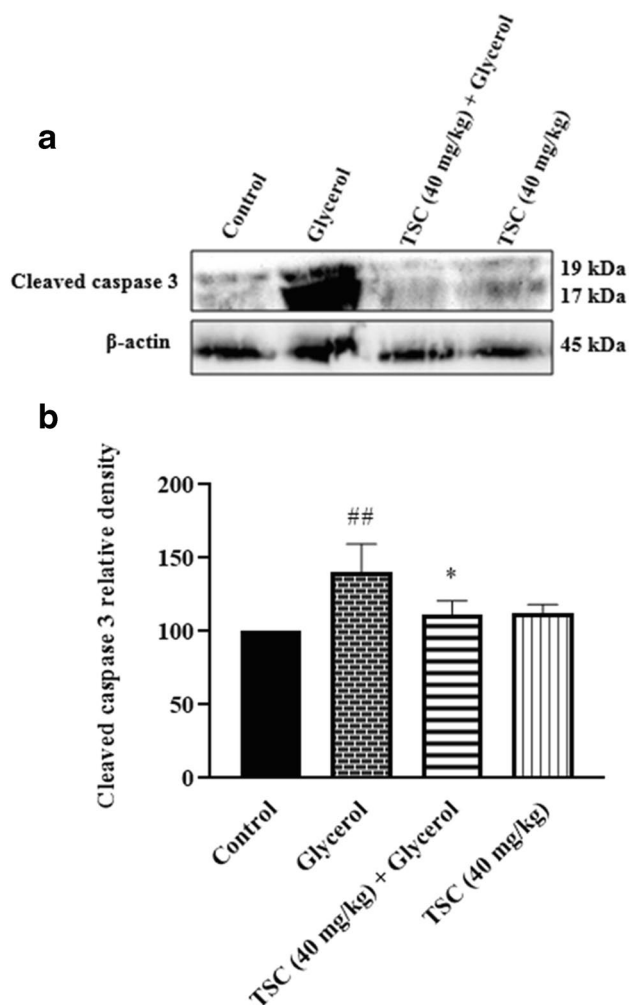 a
Control
Glycerol
TSC (40 mg/kg) + Glycerol
TSC (40 mg/kg)
Cleaved caspase 3
19 kDa
17 kDa
β-actin
45 kDa
b
Cleaved caspase 3 relative density
200
150
100
50
0
##
*
Control
Glycerol
TSC (40 mg/kg) + Glycerol
TSC (40 mg/kg)